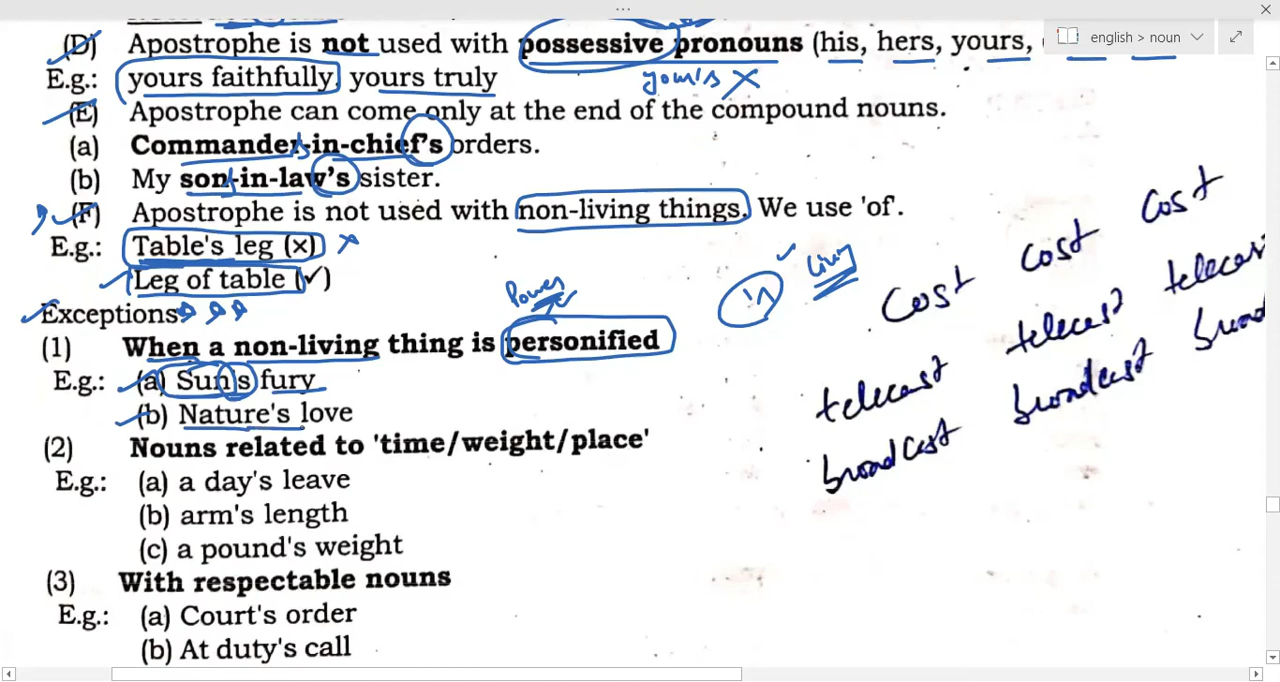 english > noun
(D) Apostrophe is not used with possessive pronouns (his, hers, yours,
E.g.: yours faithfully, yours truly
your's ×
(E) Apostrophe can come only at the end of the compound nouns.
(a) Commander-in-chief's orders.
(b) My son-in-law's sister.
(F) Apostrophe is not used with non-living things. We use 'of'.
E.g.: Table's leg (×) ×
Leg of table (✓)
's Living
Power
Exceptions
(1) When a non-living thing is personified
E.g.: (a) Sun's fury
(b) Nature's love
(2) Nouns related to 'time/weight/place'
E.g.: (a) a day's leave
(b) arm's length
(c) a pound's weight
(3) With respectable nouns
E.g.: (a) Court's order
(b) At duty's call
cost cost cost
telecast telecast
broadcast broadcast